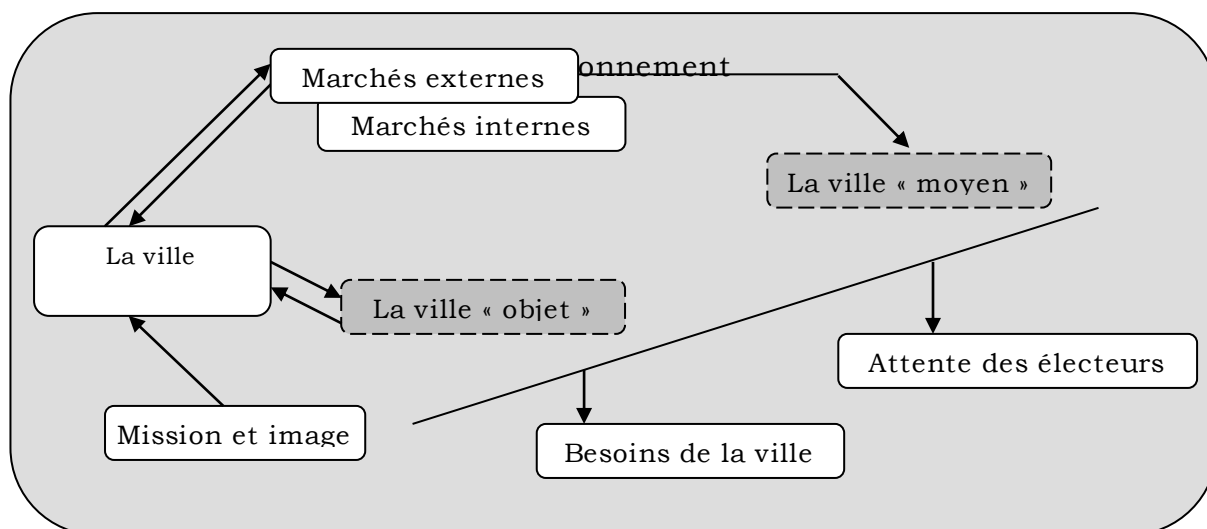 Marchés externes
onnement
Marchés internes
La ville « moyen »
La ville
La ville « objet »
Attente des électeurs
Mission et image
Besoins de la ville